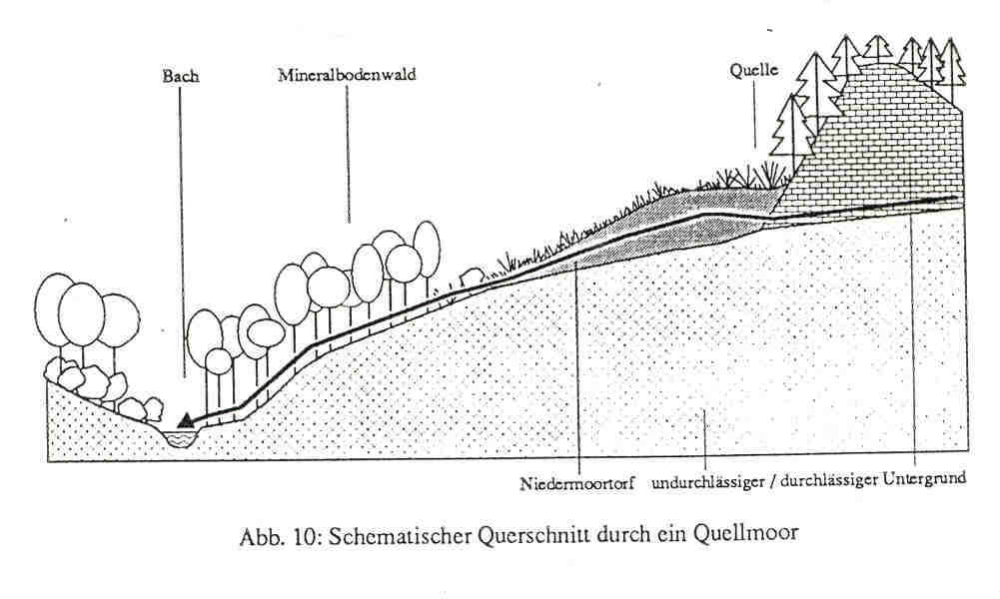 Quelle
Bach
Mineralbodenwald
Niedermoortorf
undurchlässiger / durchlässiger Untergrund
Abb. 10: Schematischer Querschnitt durch ein Quellmoor